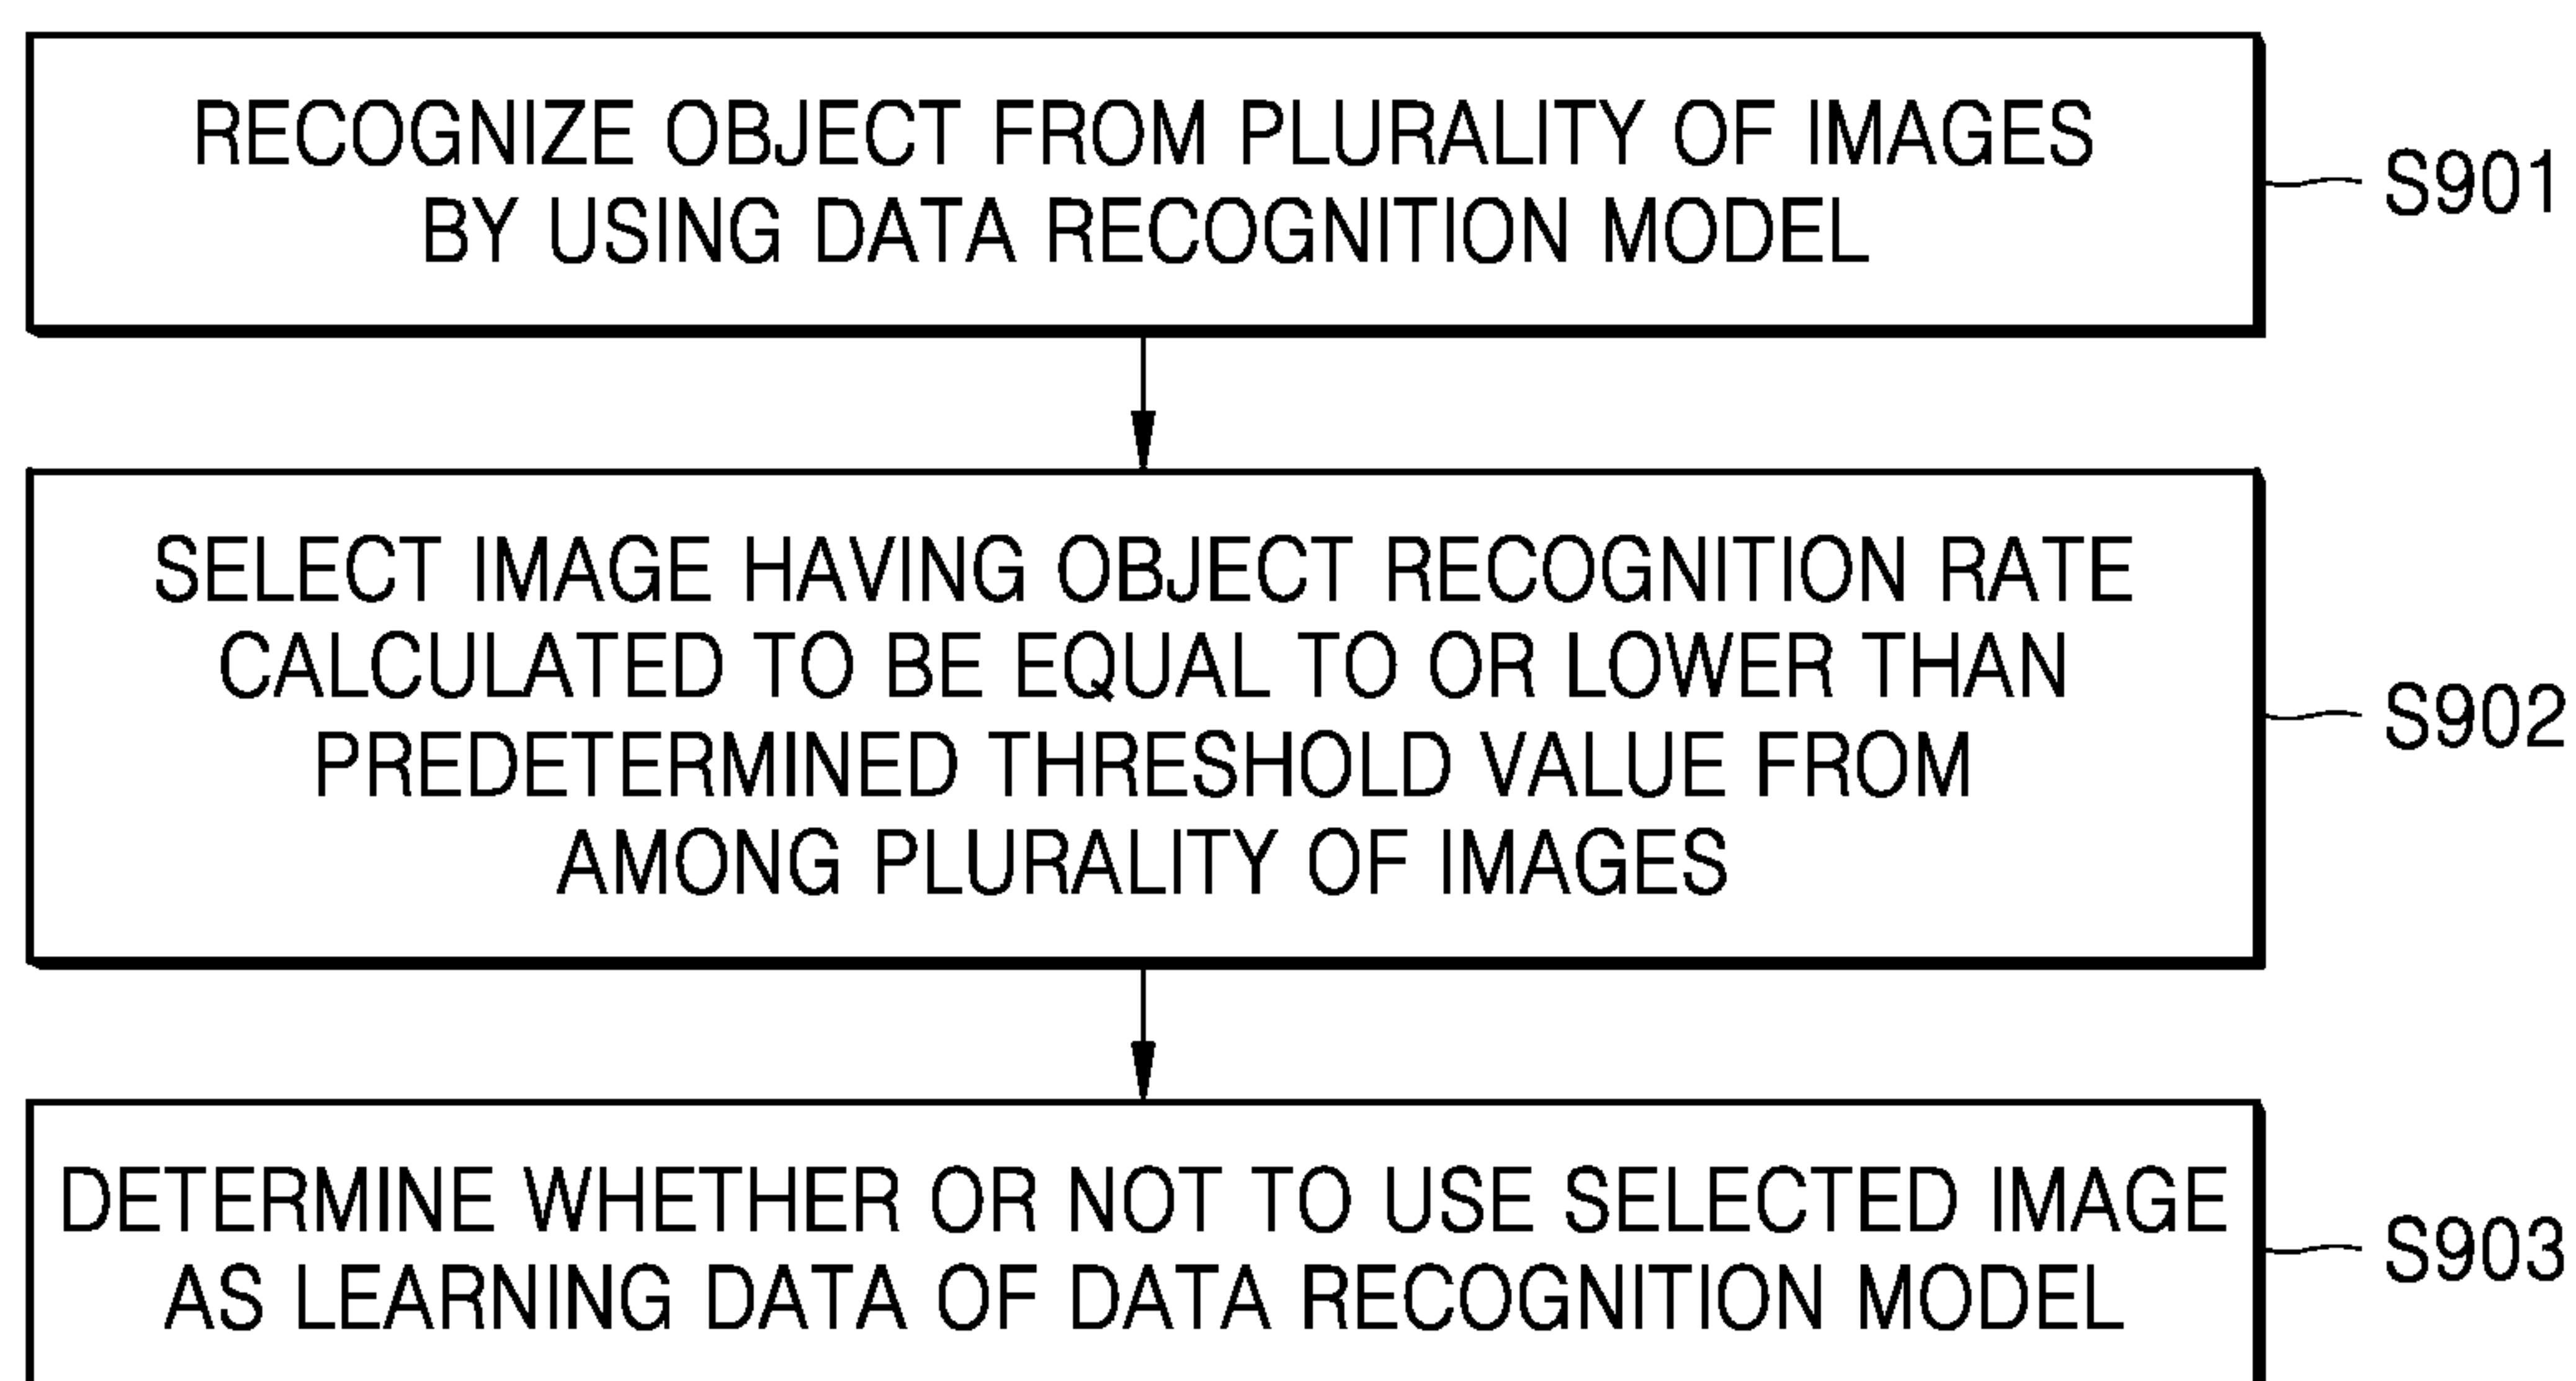 RECOGNIZE OBJECT FROM PLURALITY OF IMAGES
BY USING DATA RECOGNITION MODEL
S901
SELECT IMAGE HAVING OBJECT RECOGNITION RATE
CALCULATED TO BE EQUAL TO OR LOWER THAN
PREDETERMINED THRESHOLD VALUE FROM
AMONG PLURALITY OF IMAGES
S902
DETERMINE WHETHER OR NOT TO USE SELECTED IMAGE
AS LEARNING DATA OF DATA RECOGNITION MODEL
S903